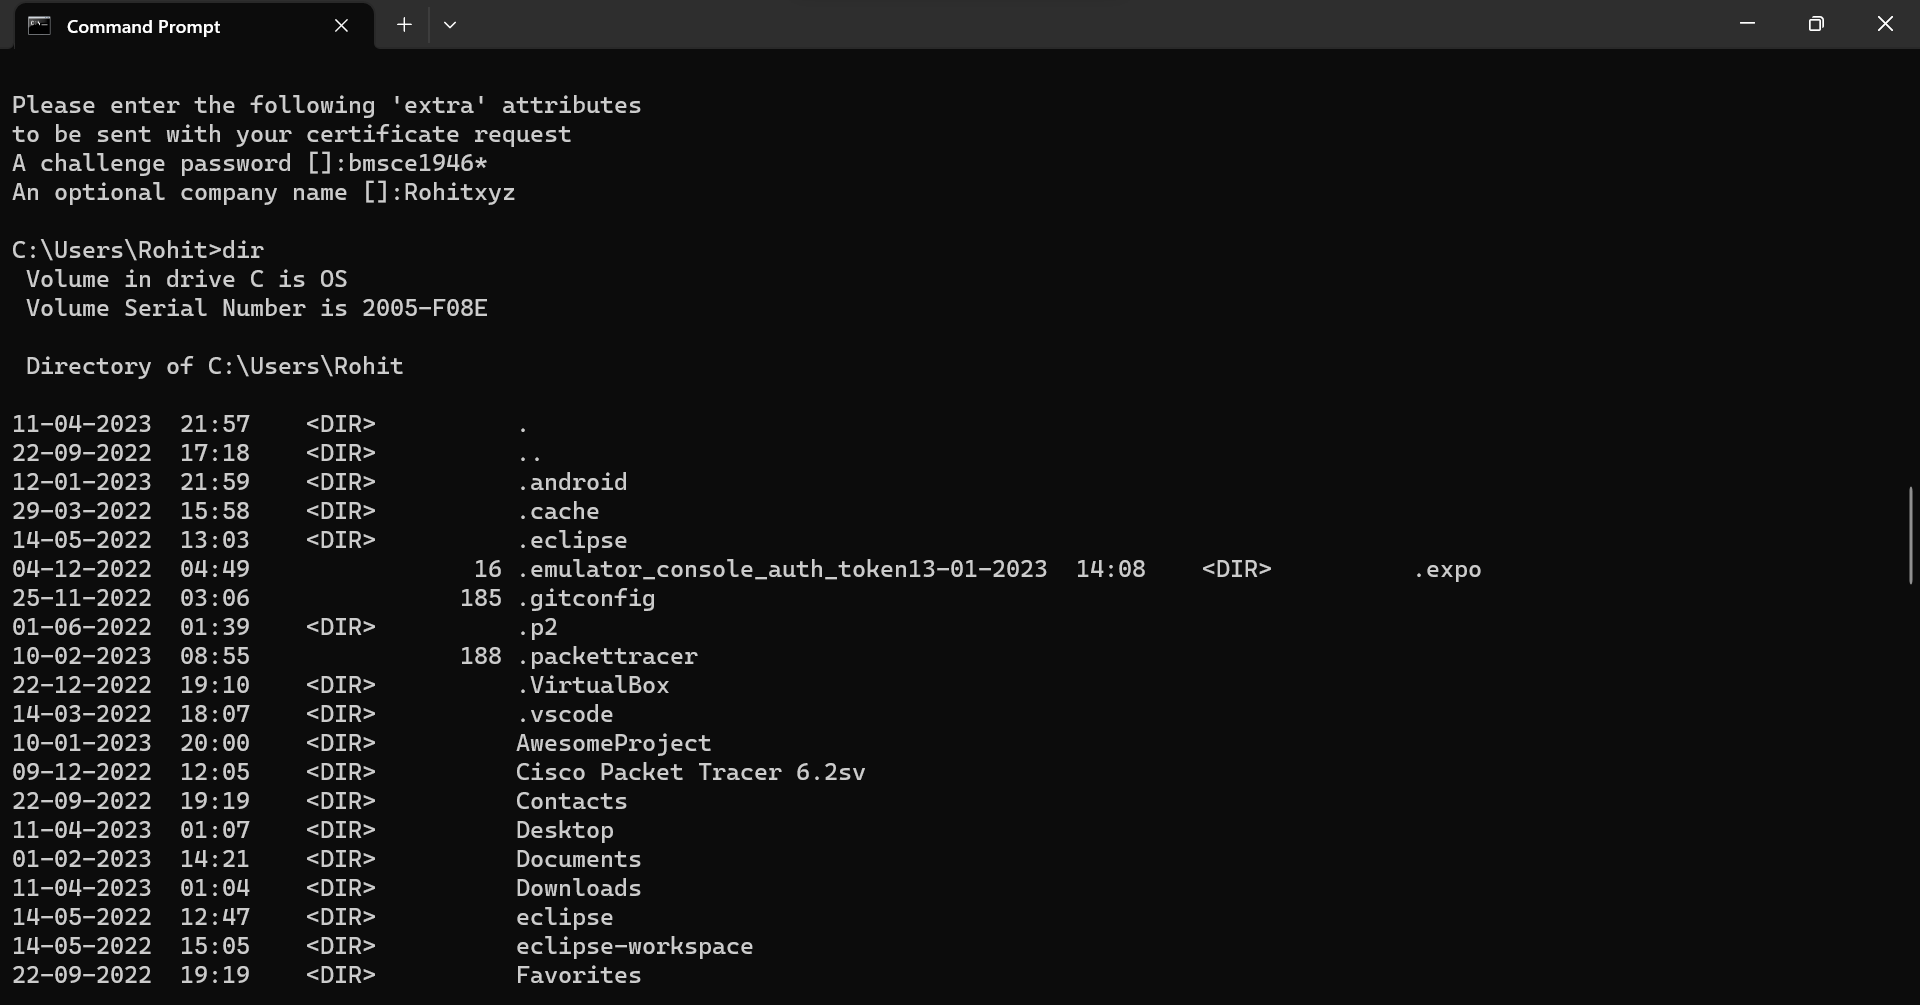 Command Prompt
Please enter the following 'extra' attributes
to be sent with your certificate request
A challenge password []:bmsce1946*
An optional company name []:Rohitxyz
C:\Users\Rohit>dir
 Volume in drive C is OS
 Volume Serial Number is 2005-F08E
 Directory of C:\Users\Rohit
11-04-2023  21:57    <DIR>          .
22-09-2022  17:18    <DIR>          ..
12-01-2023  21:59    <DIR>          .android
29-03-2022  15:58    <DIR>          .cache
14-05-2022  13:03    <DIR>          .eclipse
04-12-2022  04:49                16 .emulator_console_auth_token13-01-2023  14:08    <DIR>          .expo
25-11-2022  03:06               185 .gitconfig
01-06-2022  01:39    <DIR>          .p2
10-02-2023  08:55               188 .packettracer
22-12-2022  19:10    <DIR>          .VirtualBox
14-03-2022  18:07    <DIR>          .vscode
10-01-2023  20:00    <DIR>          AwesomeProject
09-12-2022  12:05    <DIR>          Cisco Packet Tracer 6.2sv
22-09-2022  19:19    <DIR>          Contacts
11-04-2023  01:07    <DIR>          Desktop
01-02-2023  14:21    <DIR>          Documents
11-04-2023  01:04    <DIR>          Downloads
14-05-2022  12:47    <DIR>          eclipse
14-05-2022  15:05    <DIR>          eclipse-workspace
22-09-2022  19:19    <DIR>          Favorites